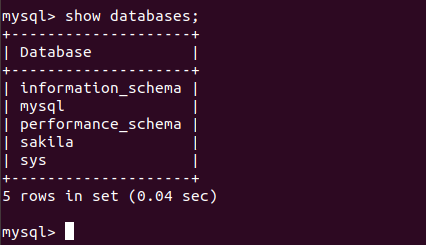 mysql> show databases;
+--------------------+
| Database           |
+--------------------+
| information_schema |
| mysql              |
| performance_schema |
| sakila             |
| sys                |
+--------------------+
5 rows in set (0.04 sec)
mysql>